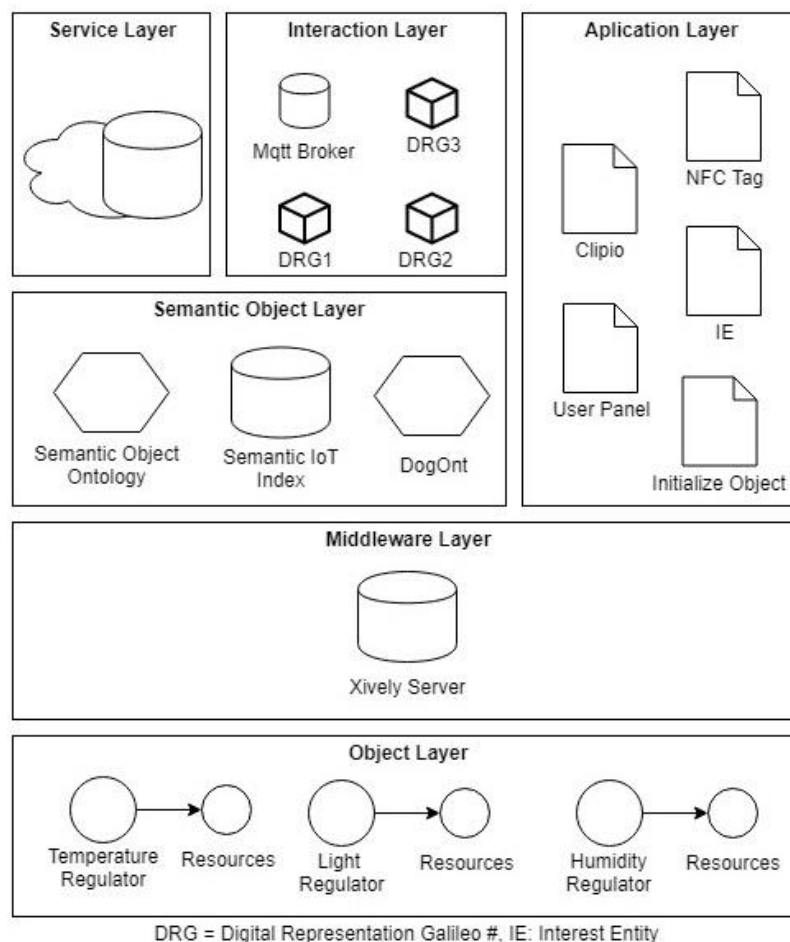 Service Layer
Interaction Layer
Mqtt Broker
DRG3
DRG1
DRG2
Aplication Layer
NFC Tag
Clipio
IE
User Panel
Initialize Object
Semantic Object Layer
Semantic Object
Ontology
Semantic IoT
Index
DogOnt
Middleware Layer
Xively Server
Object Layer
Temperature
Regulator
Resources
Light
Regulator
Resources
Humidity
Regulator
Resources
DRG = Digital Representation Galileo #, IE: Interest Entity